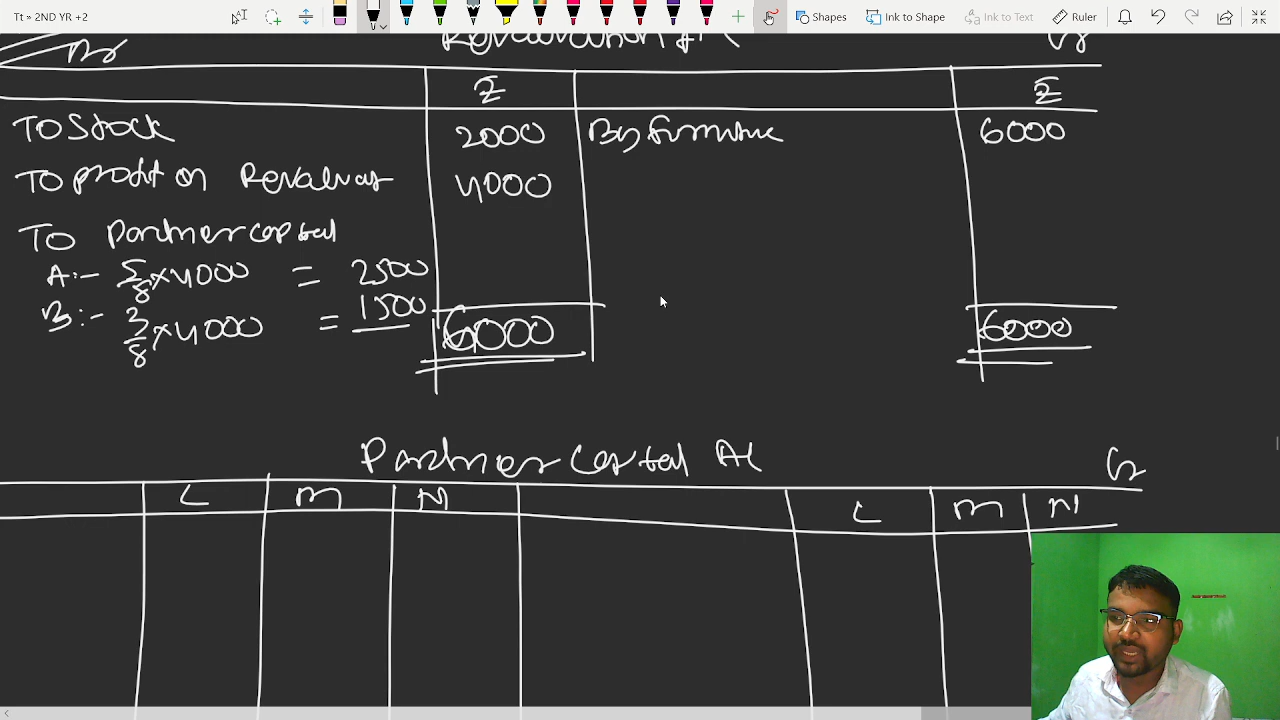 Tt » 2ND YR +2
Shapes Ink to Shape Ink to Text Ruler
Dr Revaluation A/c Cr
₹ ₹
To Stock 2000 By Furniture 6000
To profit on Revaluat 4000
To Partner capital
A:- 5/8 × 4000 = 2500
B:- 3/8 × 4000 = 1500
6000 6000
Partner Capital A/c Cr
L M N L M N